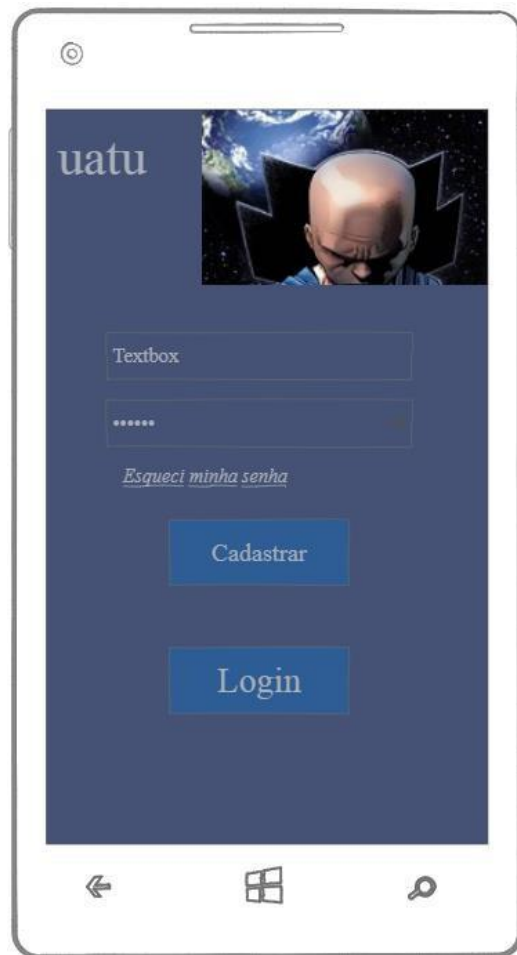 uatu
Textbox
••••••
Esqueci minha senha
Cadastrar
Login